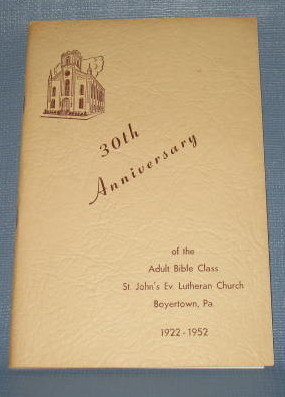 30th
Anniversary
of the
Adult Bible Class
St. John's Ev. Lutheran Church
Boyertown, Pa.
1922 - 1952